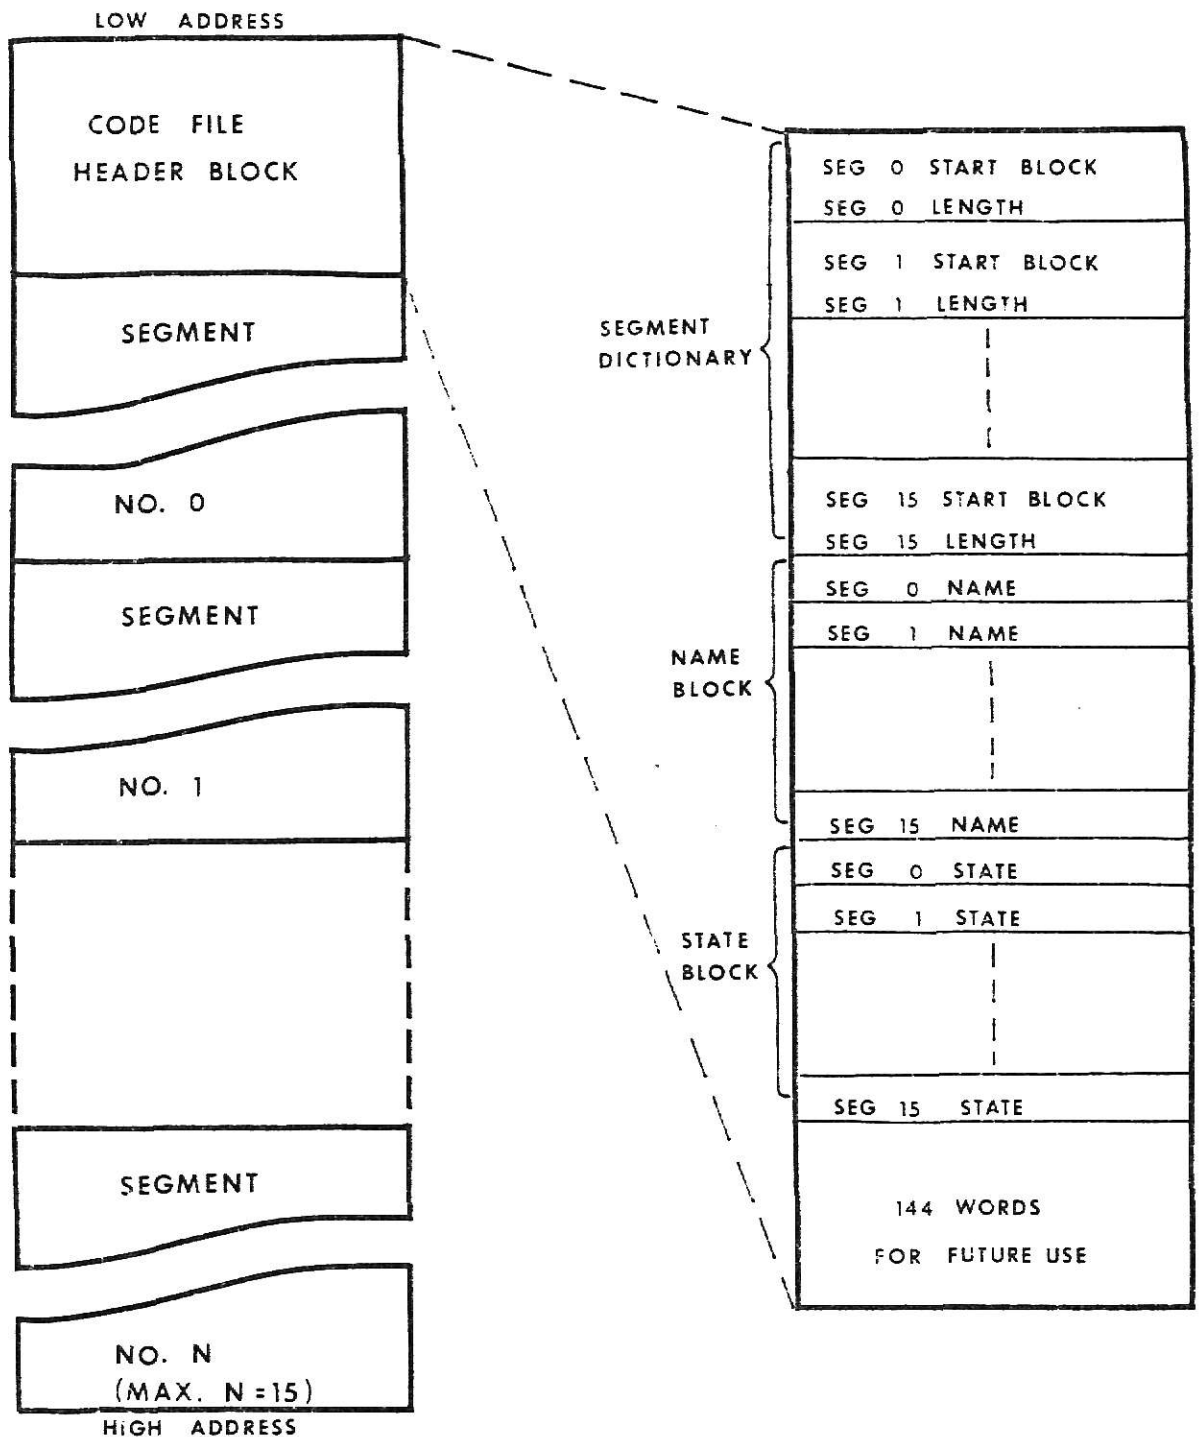 LOW ADDRESS
CODE FILE
HEADER BLOCK
SEGMENT
NO. 0
SEGMENT
NO. 1
SEGMENT
NO. N
(MAX. N=15)
HIGH ADDRESS
SEGMENT
DICTIONARY
NAME
BLOCK
STATE
BLOCK
SEG 0 START BLOCK
SEG 0 LENGTH
SEG 1 START BLOCK
SEG 1 LENGTH
SEG 15 START BLOCK
SEG 15 LENGTH
SEG 0 NAME
SEG 1 NAME
SEG 15 NAME
SEG 0 STATE
SEG 1 STATE
SEG 15 STATE
144 WORDS
FOR FUTURE USE